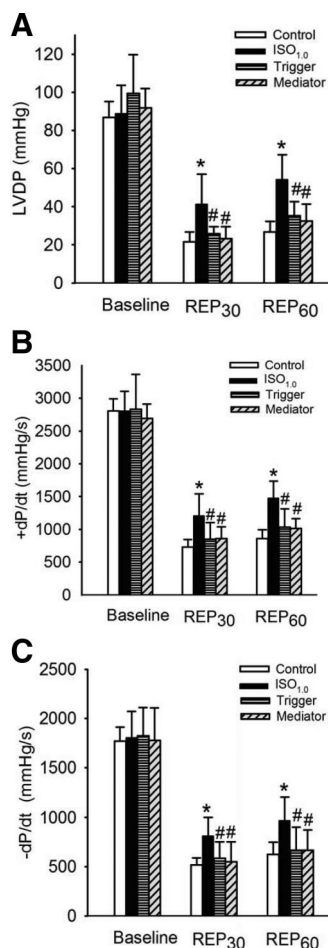 A
Control
ISO1.0
Trigger
Mediator
LVDP (mmHg)
120
100
80
60
40
20
0
*
##
*
##
Baseline REP30 REP60
B
Control
ISO1.0
Trigger
Mediator
+dP/dt (mmHg/s)
3500
3000
2500
2000
1500
1000
500
0
*
##
*
#
#
Baseline REP30 REP60
C
Control
ISO1.0
Trigger
Mediator
-dP/dt (mmHg/s)
2500
2000
1500
1000
500
0
*
##
*
##
Baseline REP30 REP60